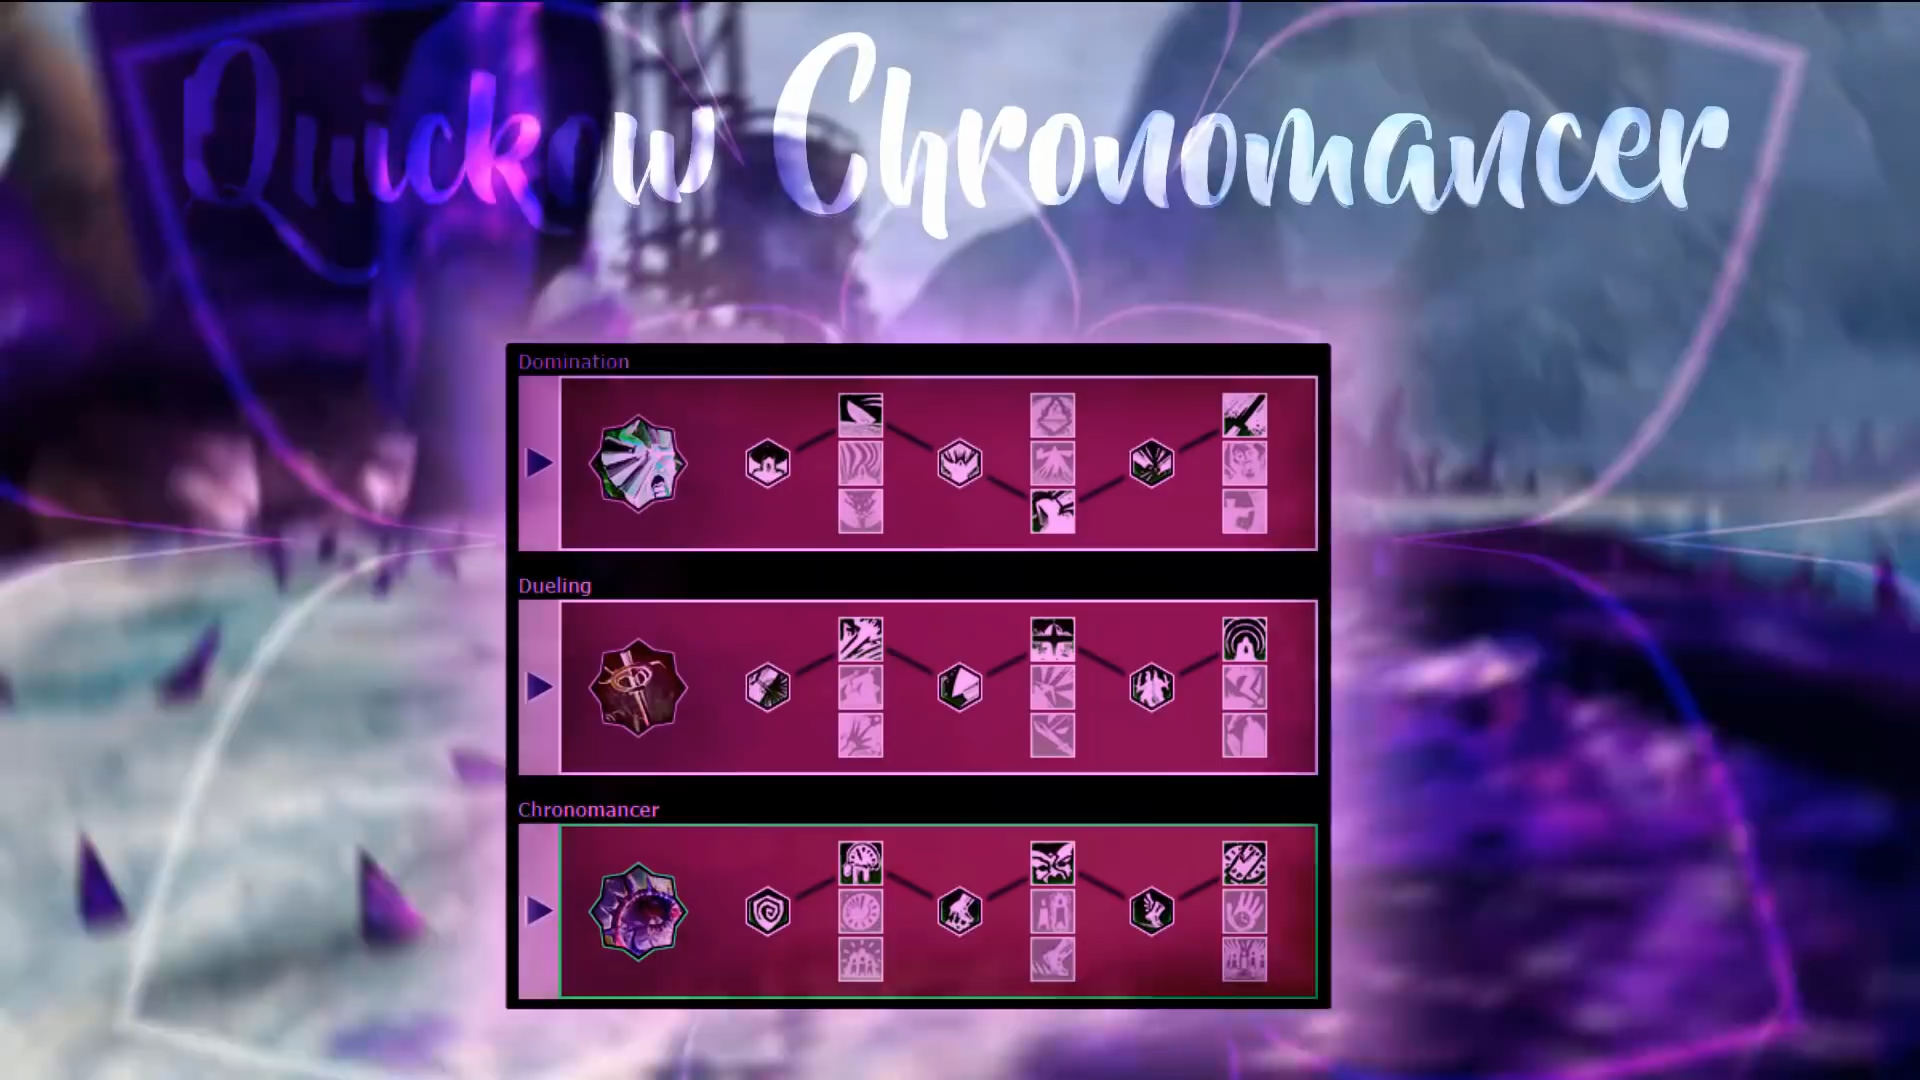 Quickow Chronomancer
Domination
Dueling
Chronomancer